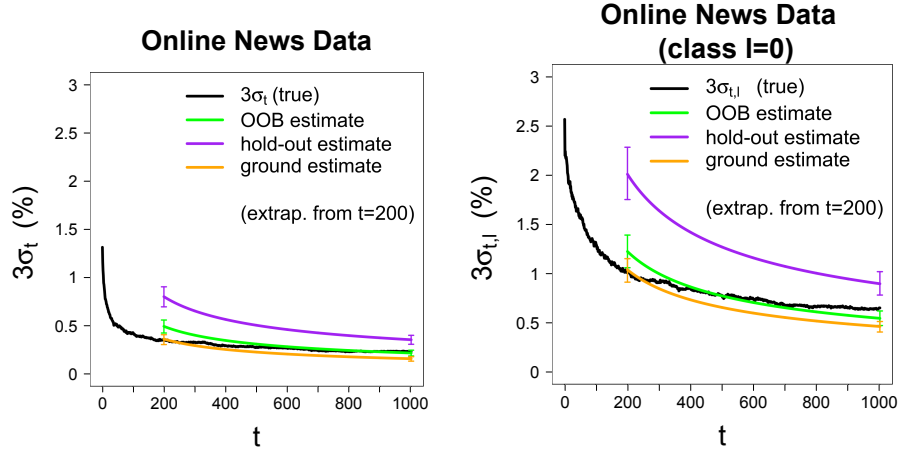 Online News Data
3σt (true)
OOB estimate
hold-out estimate
ground estimate
(extrap. from t=200)
3σt (%)
3
2.5
2
1.5
1
0.5
0
0 200 400 600 800 1000
t
Online News Data
(class l=0)
3σt,l (true)
OOB estimate
hold-out estimate
ground estimate
(extrap. from t=200)
3σt,l (%)
3
2.5
2
1.5
1
0.5
0
0 200 400 600 800 1000
t